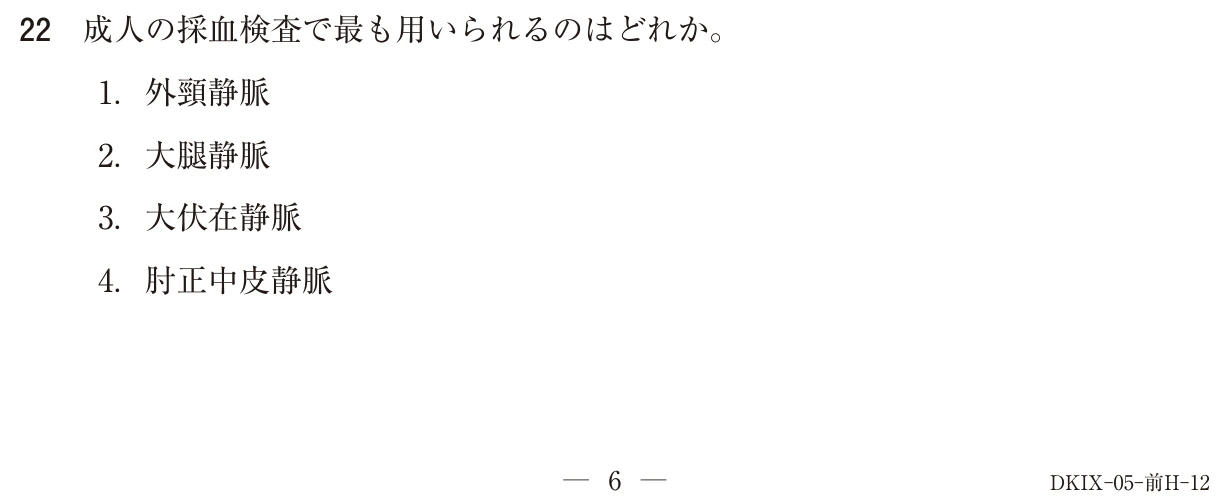 22 成人の採血検査で最も用いられるのはどれか。
1. 外頸静脈
2. 大腿静脈
3. 大伏在静脈
4. 肘正中皮静脈
― 6 ―
DKIX-05-前H-12